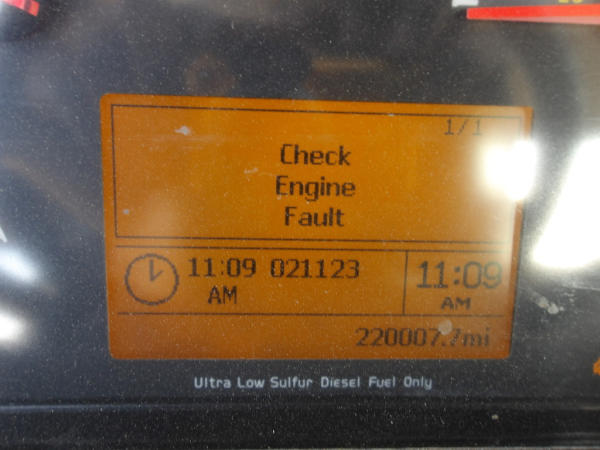 1/1
Check
Engine
Fault
11:09 021123
AM
11:09
AM
220007.7mi
Ultra Low Sulfur Diesel Fuel Only